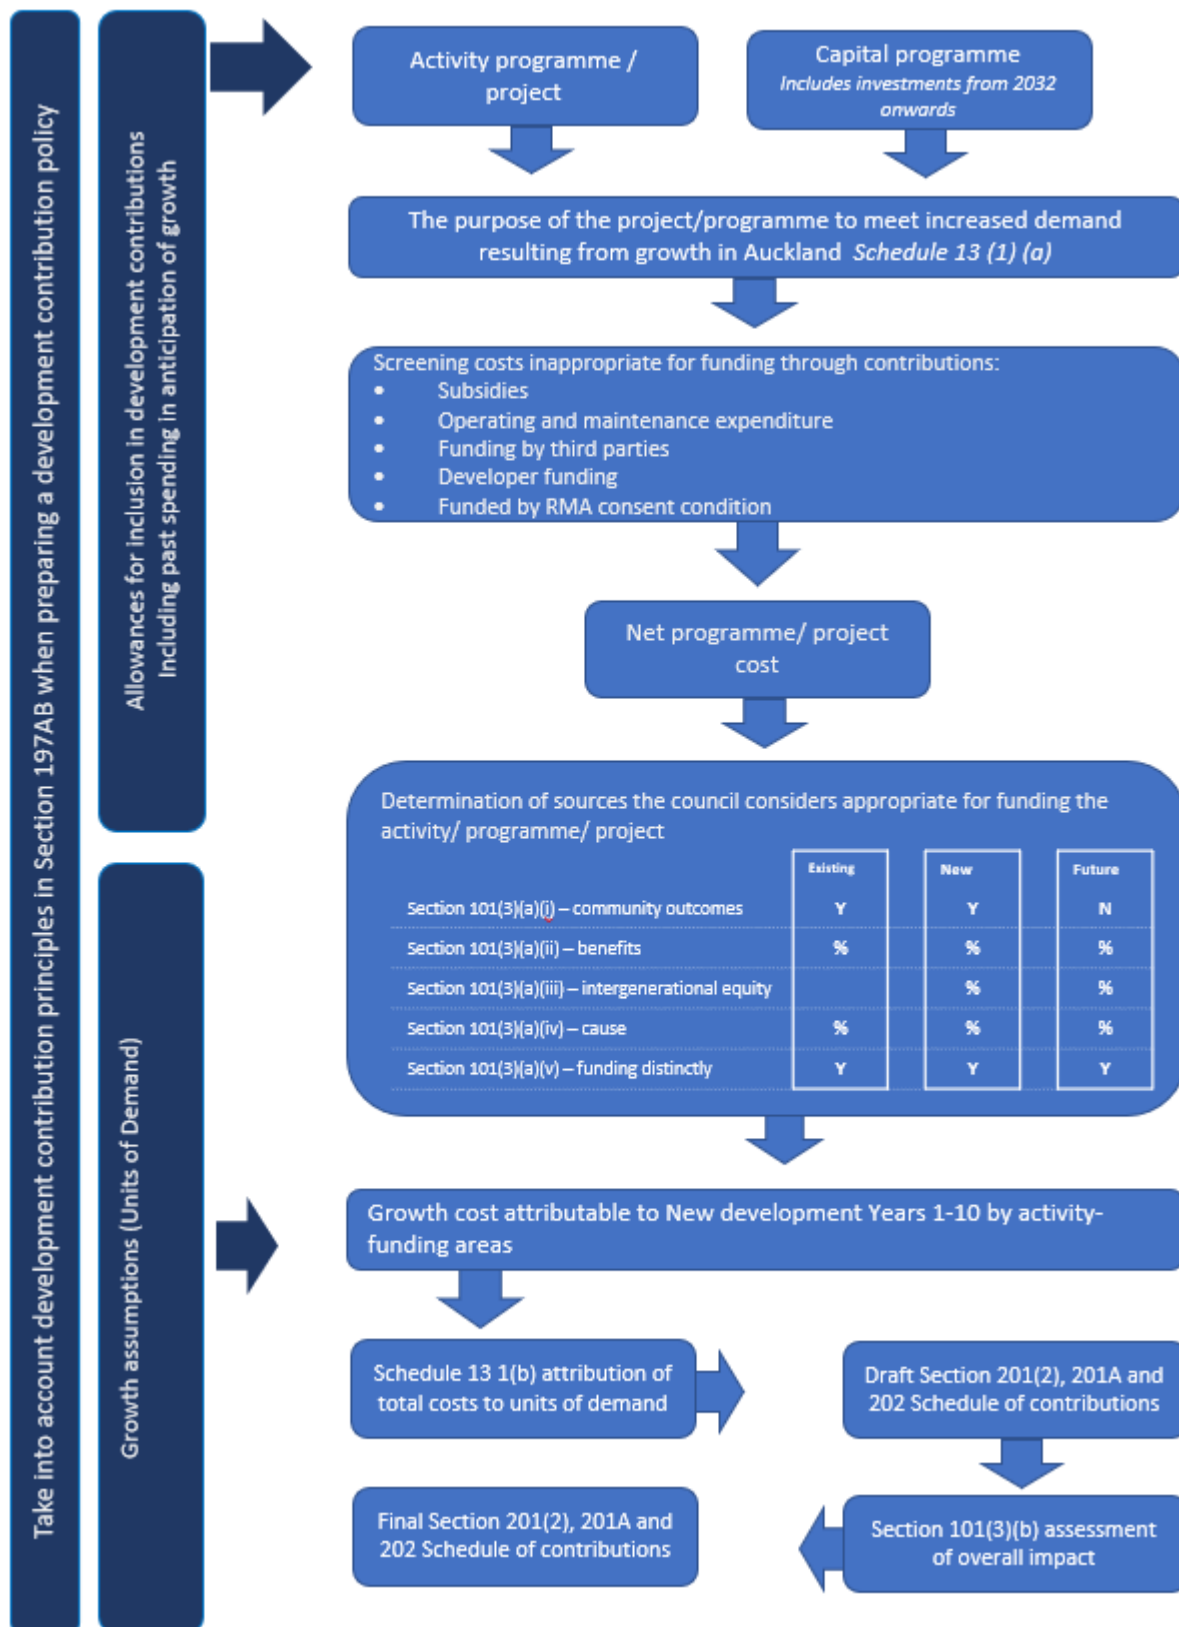 Take into account development contribution principles in Section 197AB when preparing a development contribution policy
Allowances for inclusion in development contributions
Including past spending in anticipation of growth
Growth assumptions (Units of Demand)
Activity programme /
project
Capital programme
Includes investments from 2032
onwards
The purpose of the project/programme to meet increased demand
resulting from growth in Auckland Schedule 13 (1) (a)
Screening costs inappropriate for funding through contributions:
• Subsidies
• Operating and maintenance expenditure
• Funding by third parties
• Developer funding
• Funded by RMA consent condition
Net programme/ project
cost
Determination of sources the council considers appropriate for funding the
activity/ programme/ project
Existing New Future
Section 101(3)(a)(i) – community outcomes Y Y N
Section 101(3)(a)(ii) – benefits % % %
Section 101(3)(a)(iii) – intergenerational equity % %
Section 101(3)(a)(iv) – cause % % %
Section 101(3)(a)(v) – funding distinctly Y Y Y
Growth cost attributable to New development Years 1-10 by activity-
funding areas
Schedule 13 1(b) attribution of
total costs to units of demand
Draft Section 201(2), 201A and
202 Schedule of contributions
Final Section 201(2), 201A and
202 Schedule of contributions
Section 101(3)(b) assessment
of overall impact